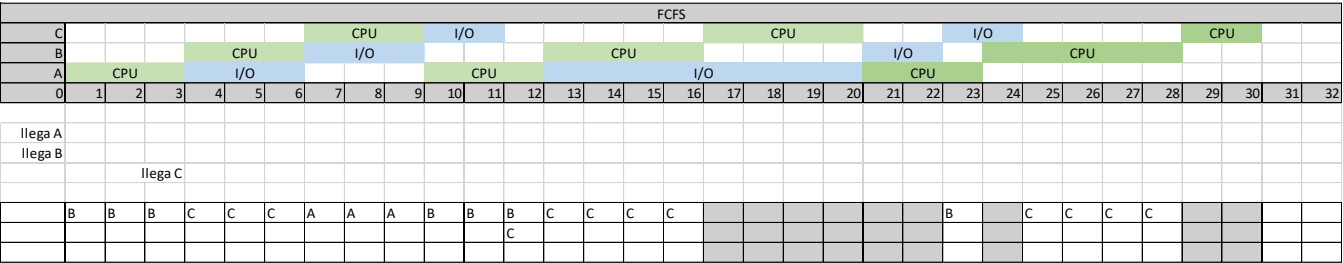 FCFS
C CPU I/O CPU I/O CPU
B CPU I/O CPU I/O CPU
A CPU I/O CPU I/O CPU
0 1 2 3 4 5 6 7 8 9 10 11 12 13 14 15 16 17 18 19 20 21 22 23 24 25 26 27 28 29 30 31 32
llega A
llega B
llega C
B B B C C C A A A B B B C C C C B C C C C
C